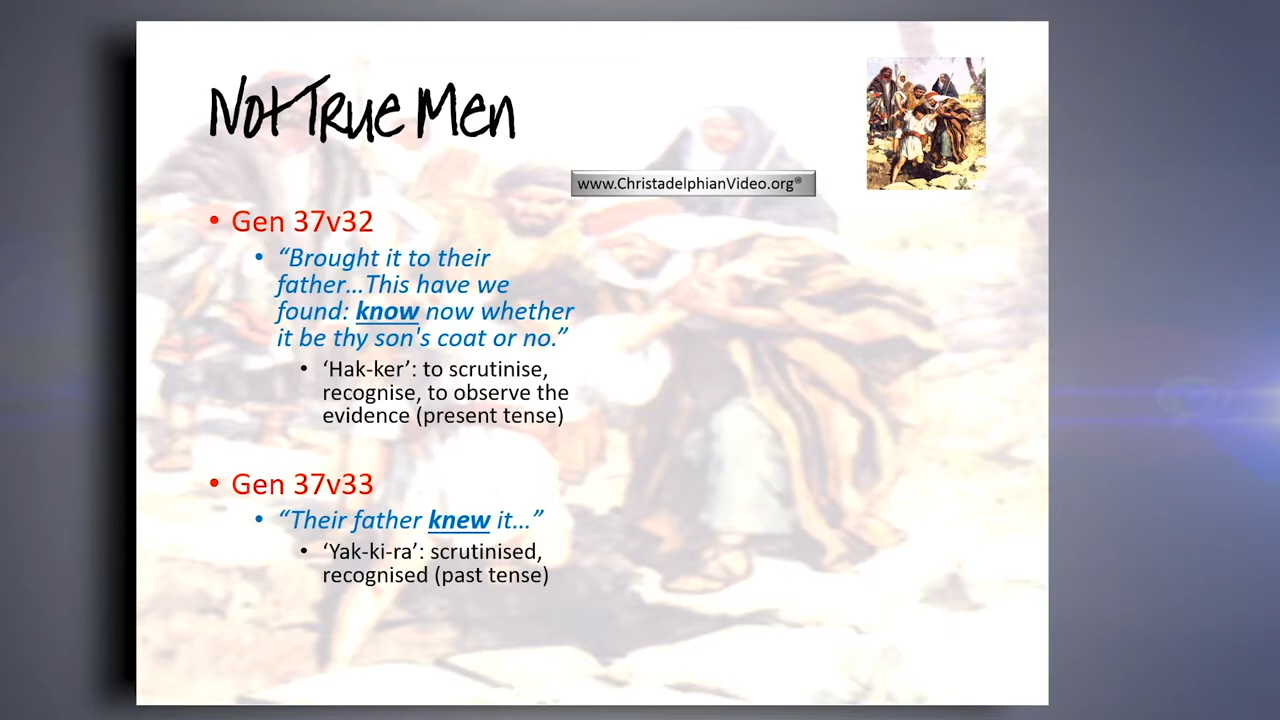 Not True Men
www.ChristadelphianVideo.org®
• Gen 37v32
• “Brought it to their
father…This have we
found: know now whether
it be thy son's coat or no.”
• ‘Hak-ker’: to scrutinise,
recognise, to observe the
evidence (present tense)
• Gen 37v33
• “Their father knew it…”
• ‘Yak-ki-ra’: scrutinised,
recognised (past tense)